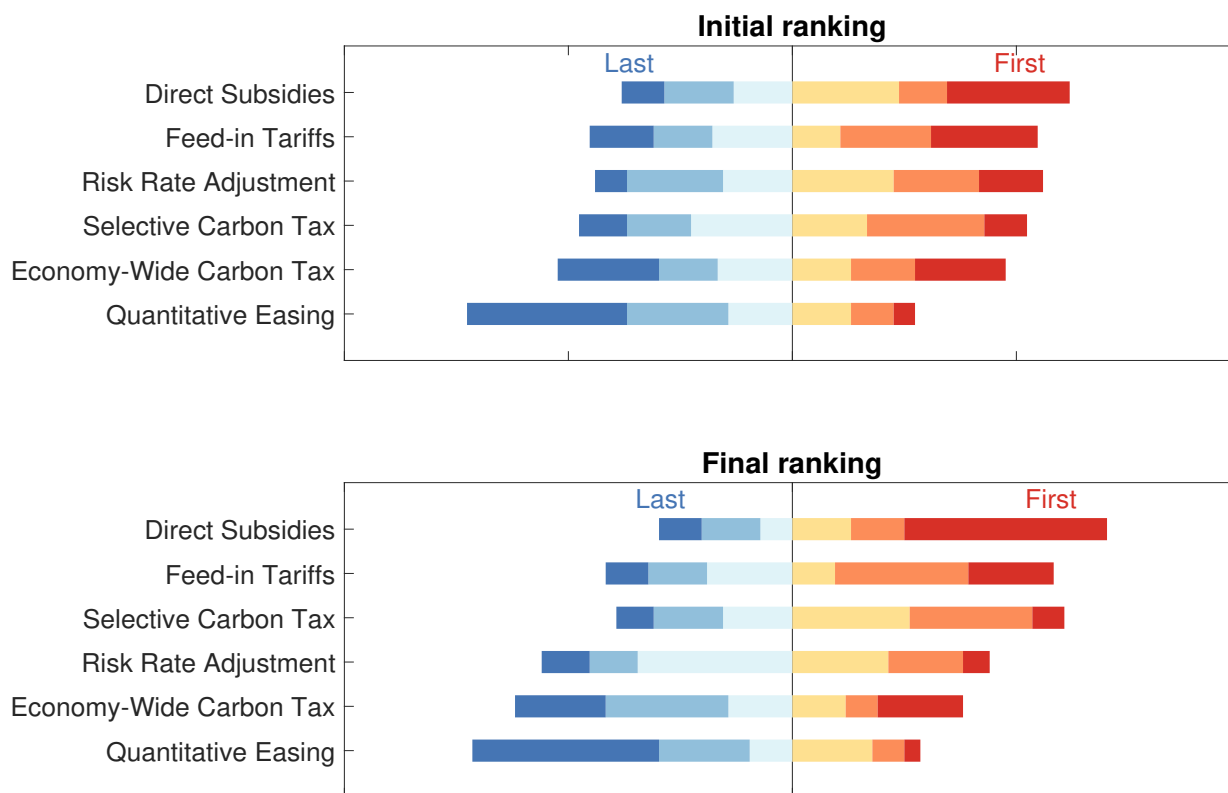 Initial ranking
Last First
Direct Subsidies
Feed-in Tariffs
Risk Rate Adjustment
Selective Carbon Tax
Economy-Wide Carbon Tax
Quantitative Easing
Final ranking
Last First
Direct Subsidies
Feed-in Tariffs
Selective Carbon Tax
Risk Rate Adjustment
Economy-Wide Carbon Tax
Quantitative Easing